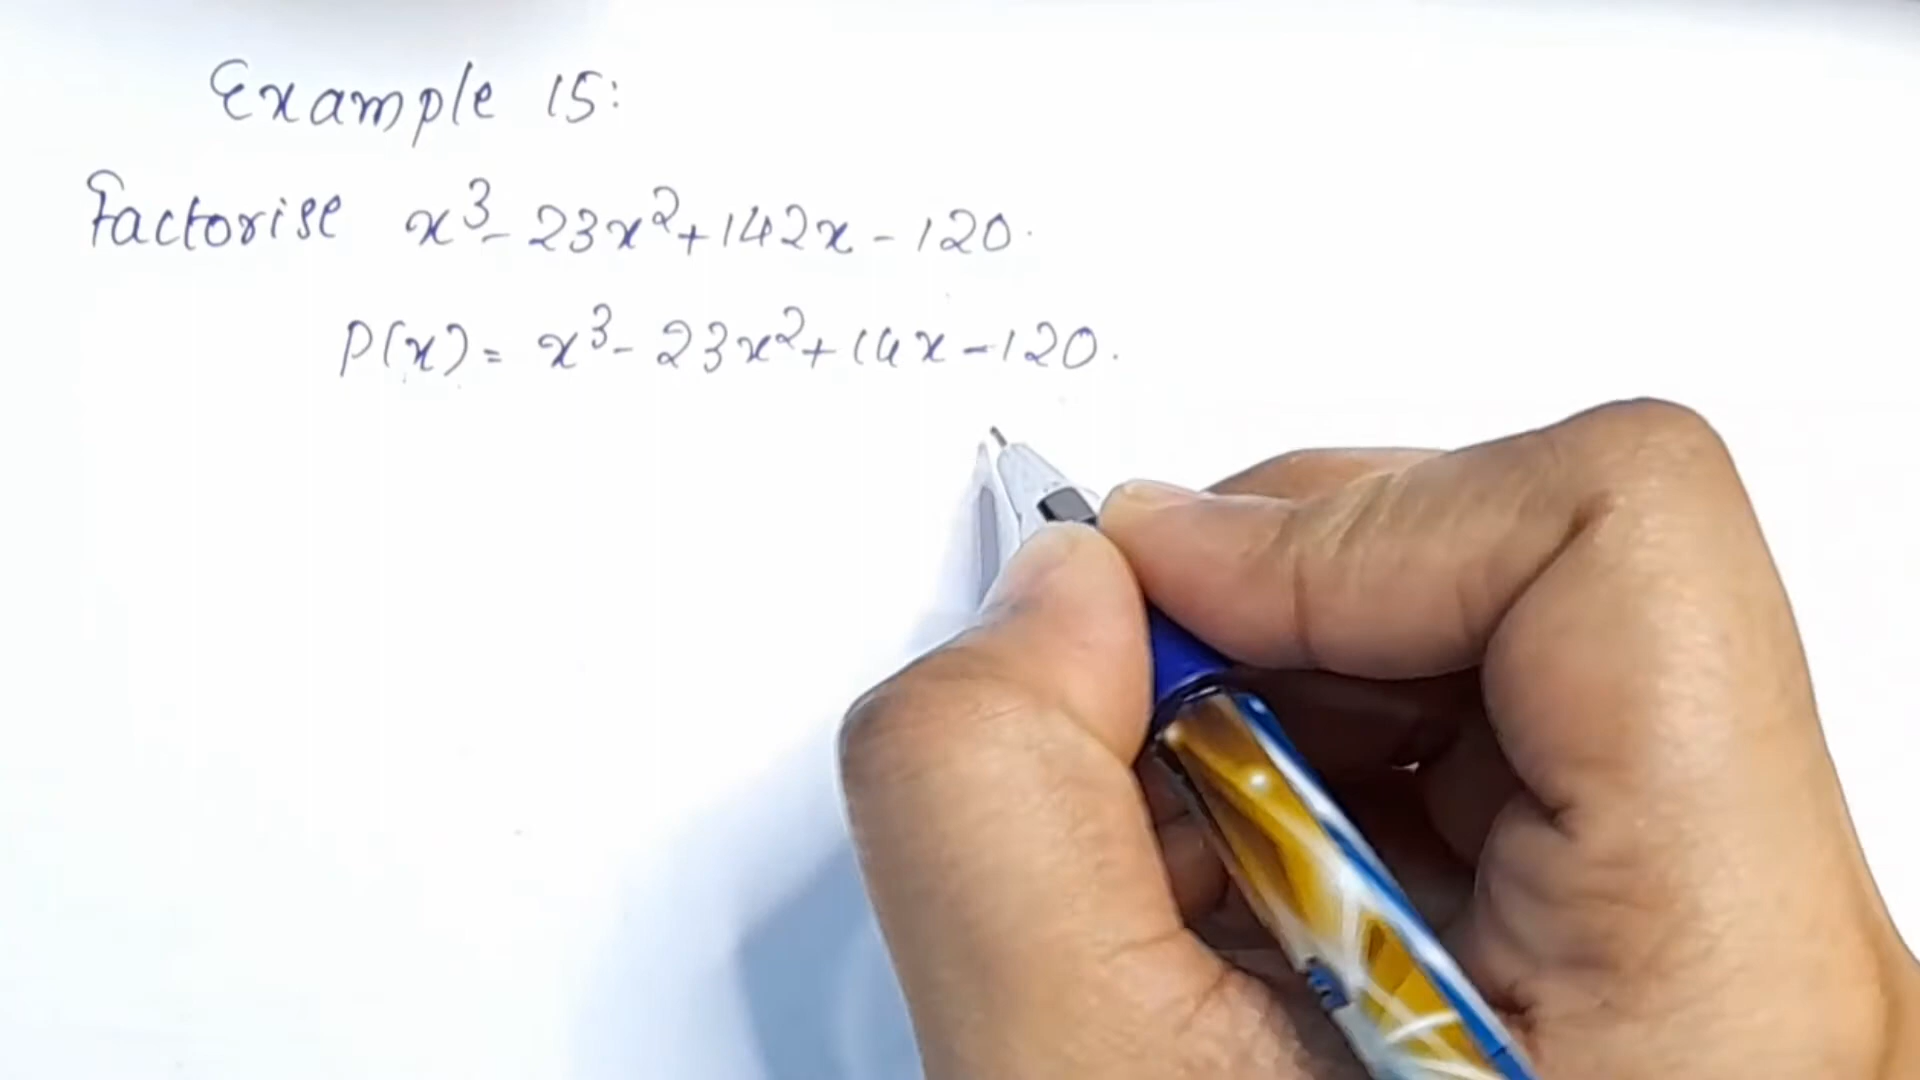 Example 15:
Factorise x³- 23x²+142x - 120.
P(x) = x³- 23x²+14x -120.